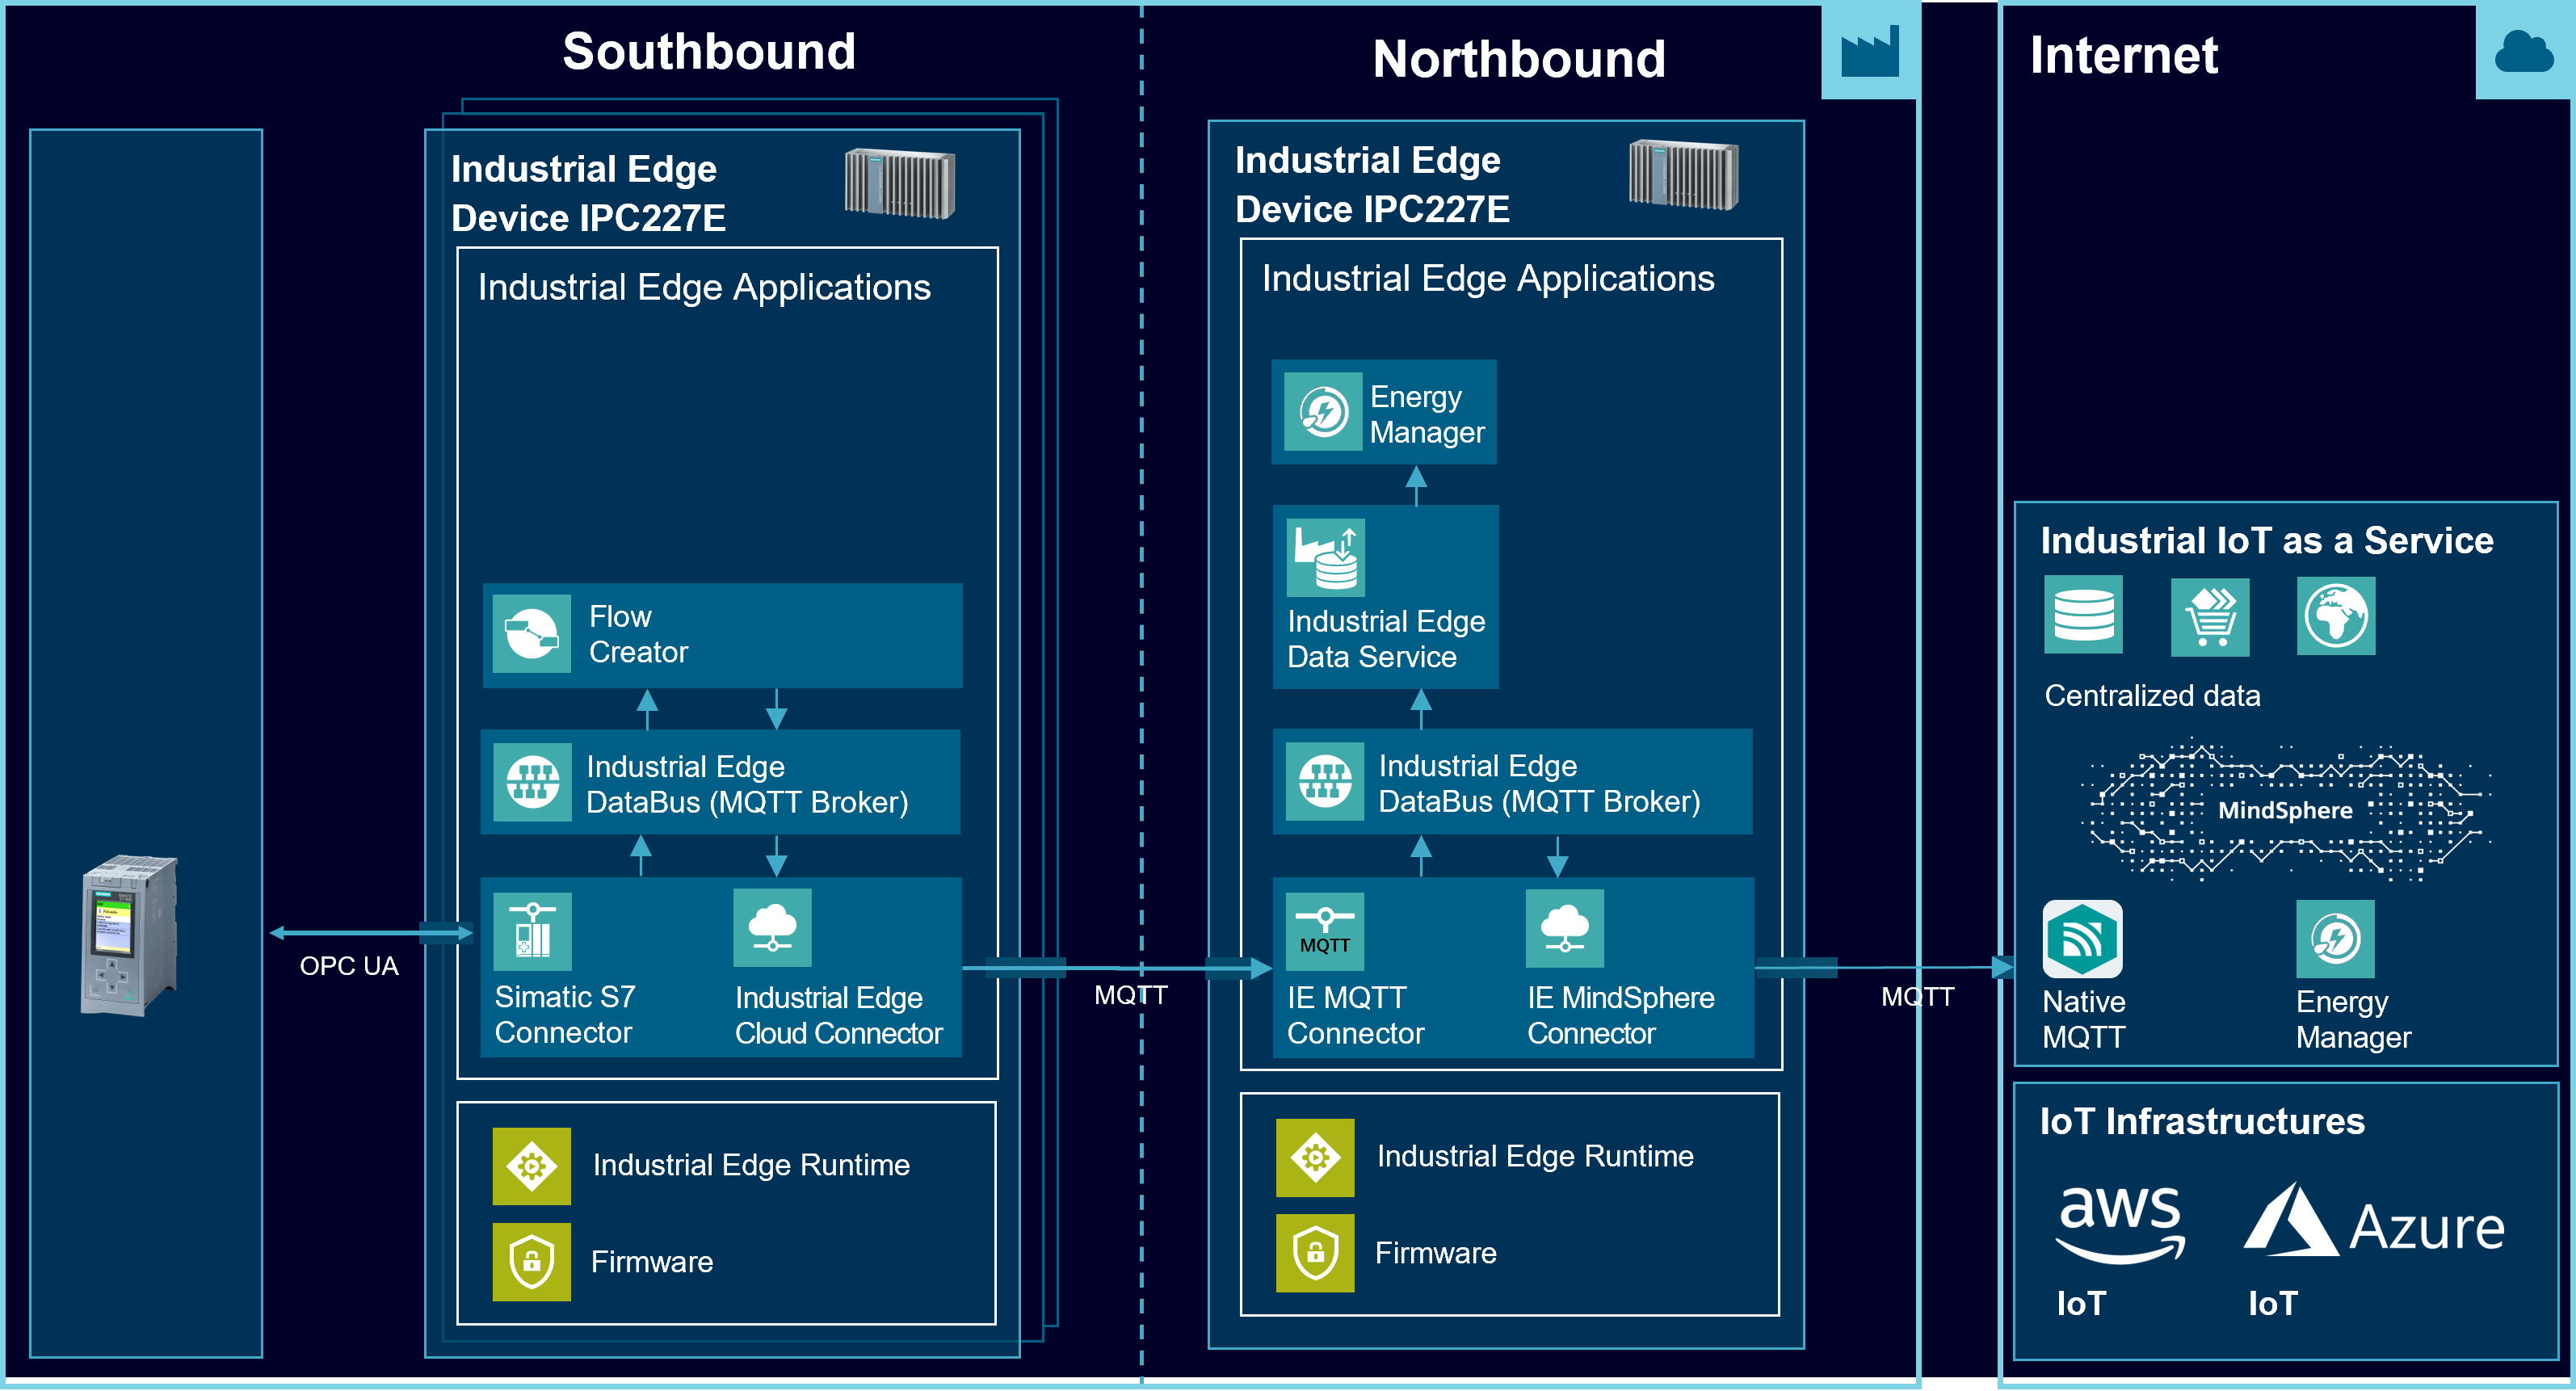 Southbound
Northbound
Internet
Industrial Edge
Device IPC227E
Industrial Edge Applications
Flow
Creator
Industrial Edge
DataBus (MQTT Broker)
Simatic S7
Connector
Industrial Edge
Cloud Connector
Industrial Edge Runtime
Firmware
OPC UA
MQTT
Industrial Edge
Device IPC227E
Industrial Edge Applications
Energy
Manager
Industrial Edge
Data Service
Industrial Edge
DataBus (MQTT Broker)
MQTT
IE MQTT
Connector
IE MindSphere
Connector
Industrial Edge Runtime
Firmware
MQTT
Industrial IoT as a Service
Centralized data
MindSphere
Native
MQTT
Energy
Manager
IoT Infrastructures
aws
IoT
Azure
IoT